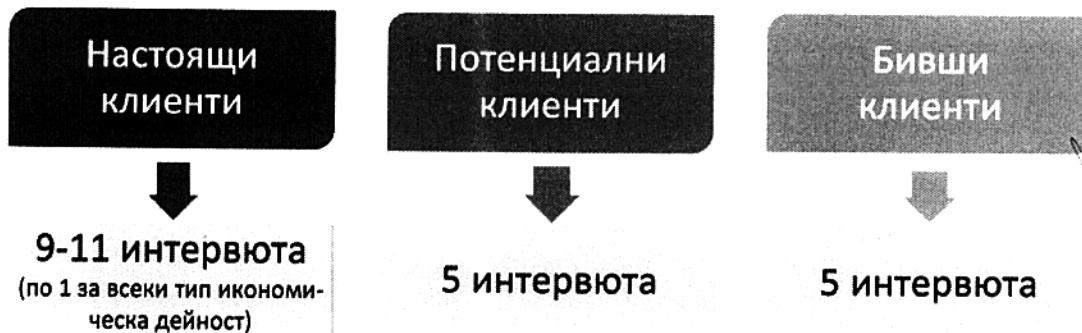 Настоящи
клиенти
Потенциални
клиенти
Бивши
клиенти
9-11 интервюта
(по 1 за всеки тип икономи-
ческа дейност)
5 интервюта
5 интервюта